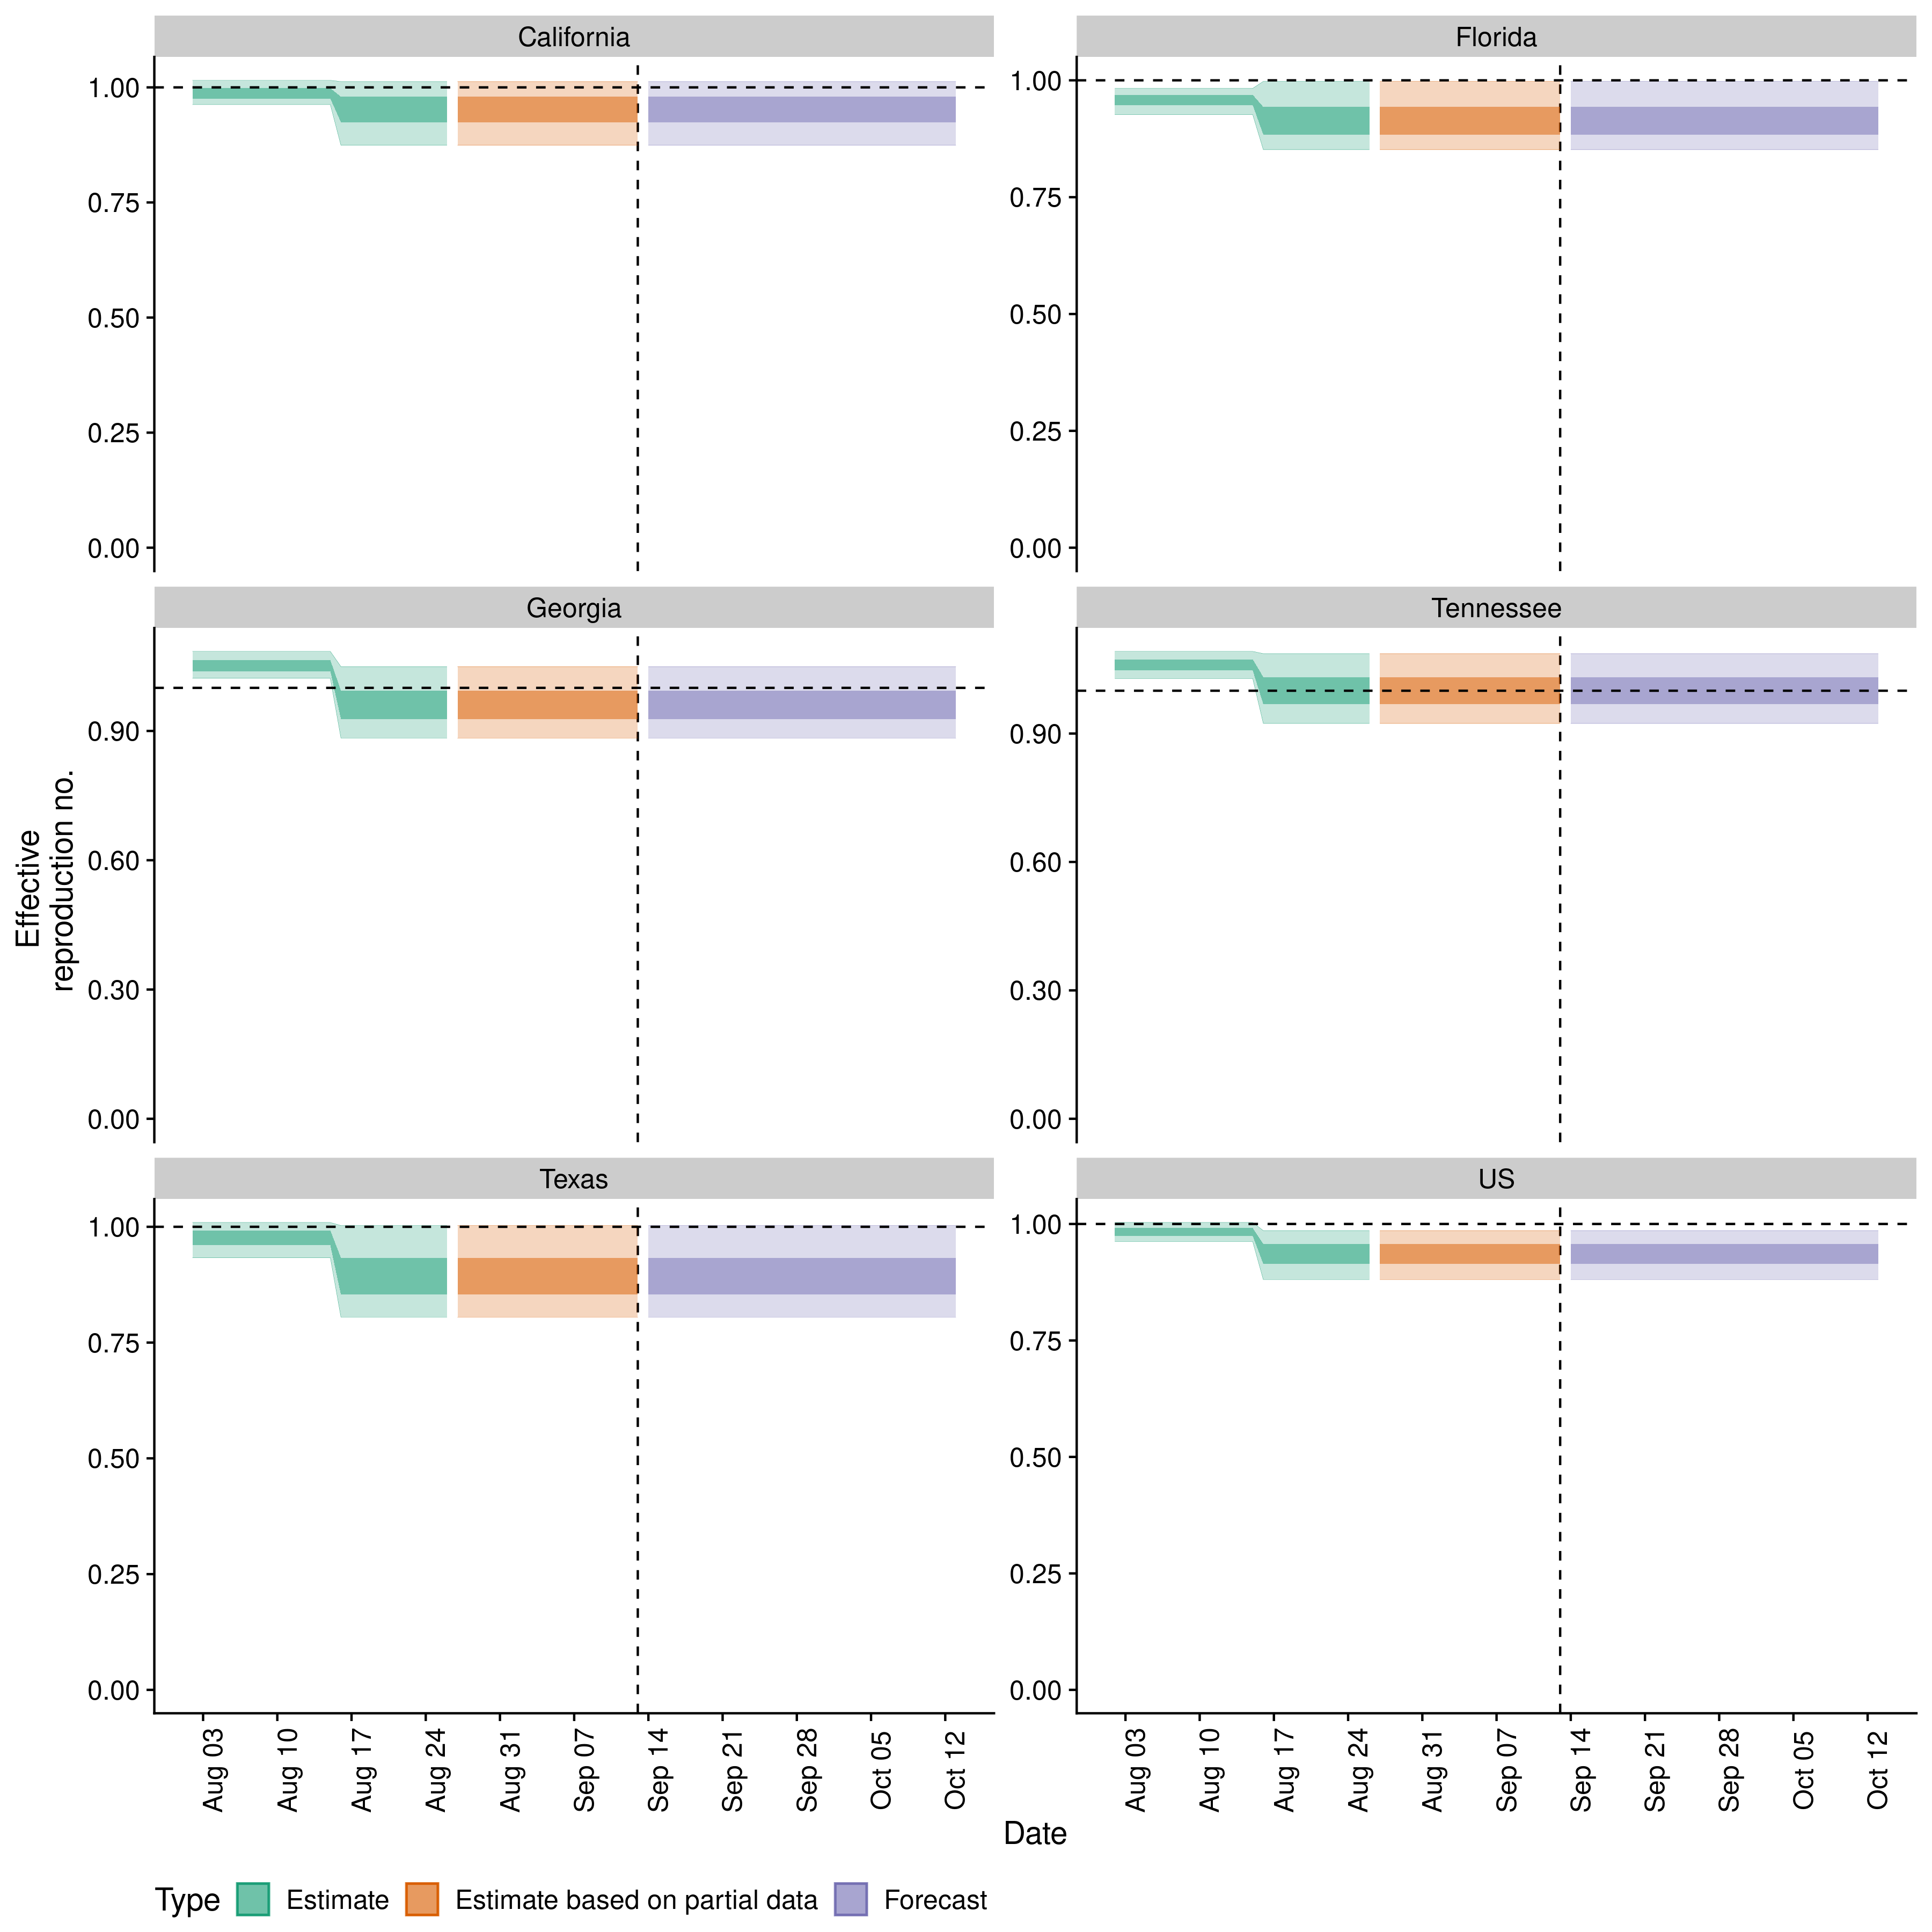 California
Florida
1.00
0.75
0.50
0.25
0.00
1.00
0.75
0.50
0.25
0.00
Georgia
Tennessee
0.90
0.60
0.30
0.00
0.90
0.60
0.30
0.00
Effective
reproduction no.
Texas
US
1.00
0.75
0.50
0.25
0.00
1.00
0.75
0.50
0.25
0.00
Aug 03
Aug 10
Aug 17
Aug 24
Aug 31
Sep 07
Sep 14
Sep 21
Sep 28
Oct 05
Oct 12
Aug 03
Aug 10
Aug 17
Aug 24
Aug 31
Sep 07
Sep 14
Sep 21
Sep 28
Oct 05
Oct 12
Date
Type Estimate Estimate based on partial data Forecast